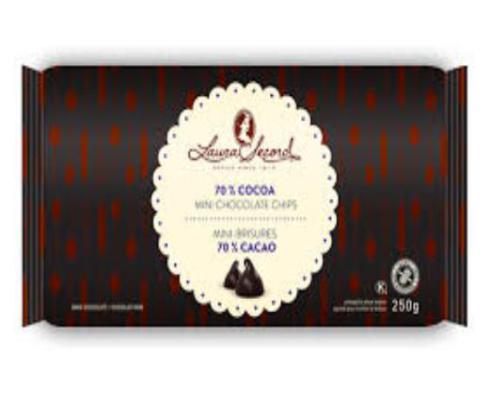 Laura Secord
70 % COCOA
MINI CHOCOLATE CHIPS
MINI-BRISURES
70 % CACAO
K
250g